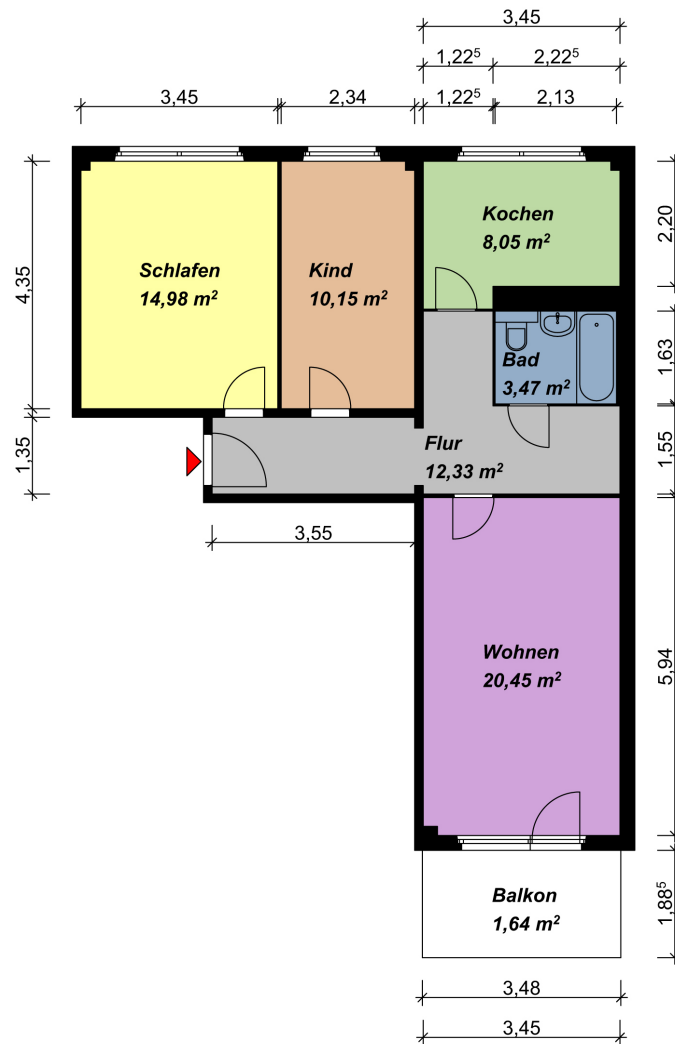 3,45
1,22⁵ 2,22⁵
3,45 2,34 1,22⁵ 2,13
Kochen
8,05 m²
2,20
Schlafen
14,98 m²
Kind
10,15 m²
4,35
Bad
3,47 m²
1,63
Flur
12,33 m²
1,35
1,55
3,55
Wohnen
20,45 m²
5,94
Balkon
1,64 m²
1,88⁵
3,48
3,45